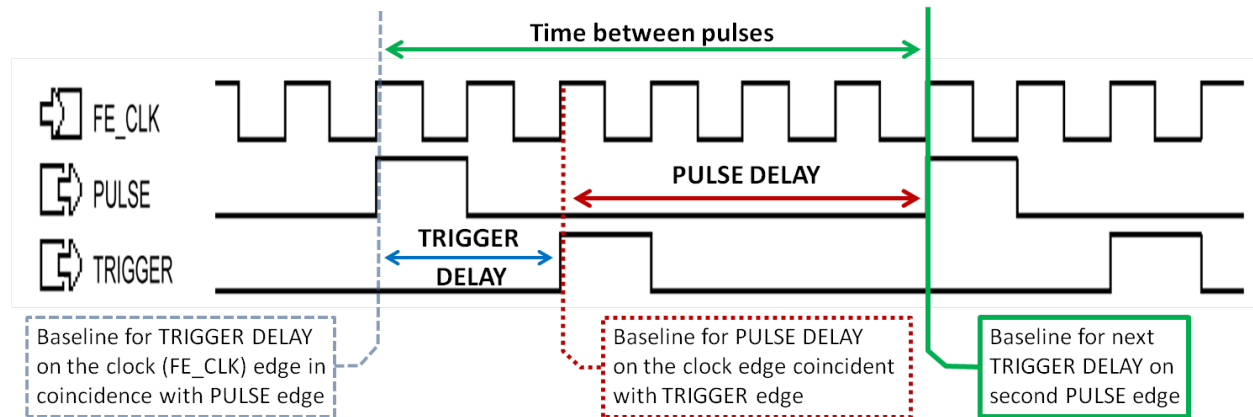 Time between pulses
FE_CLK
PULSE
PULSE DELAY
TRIGGER
DELAY
TRIGGER
Baseline for TRIGGER DELAY
on the clock (FE_CLK) edge in
coincidence with PULSE edge
Baseline for PULSE DELAY
on the clock edge coincident
with TRIGGER edge
Baseline for next
TRIGGER DELAY on
second PULSE edge